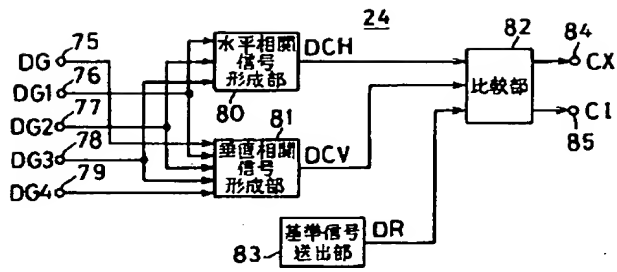 24
75
DG
76
DG1
77
DG2
78
DG3
79
DG4
水平相関
信号
形成部
80
DCH
81
垂直相関
信号
形成部
DCV
82
比較部
84
CX
CI
85
83
基準信号
送出部
DR